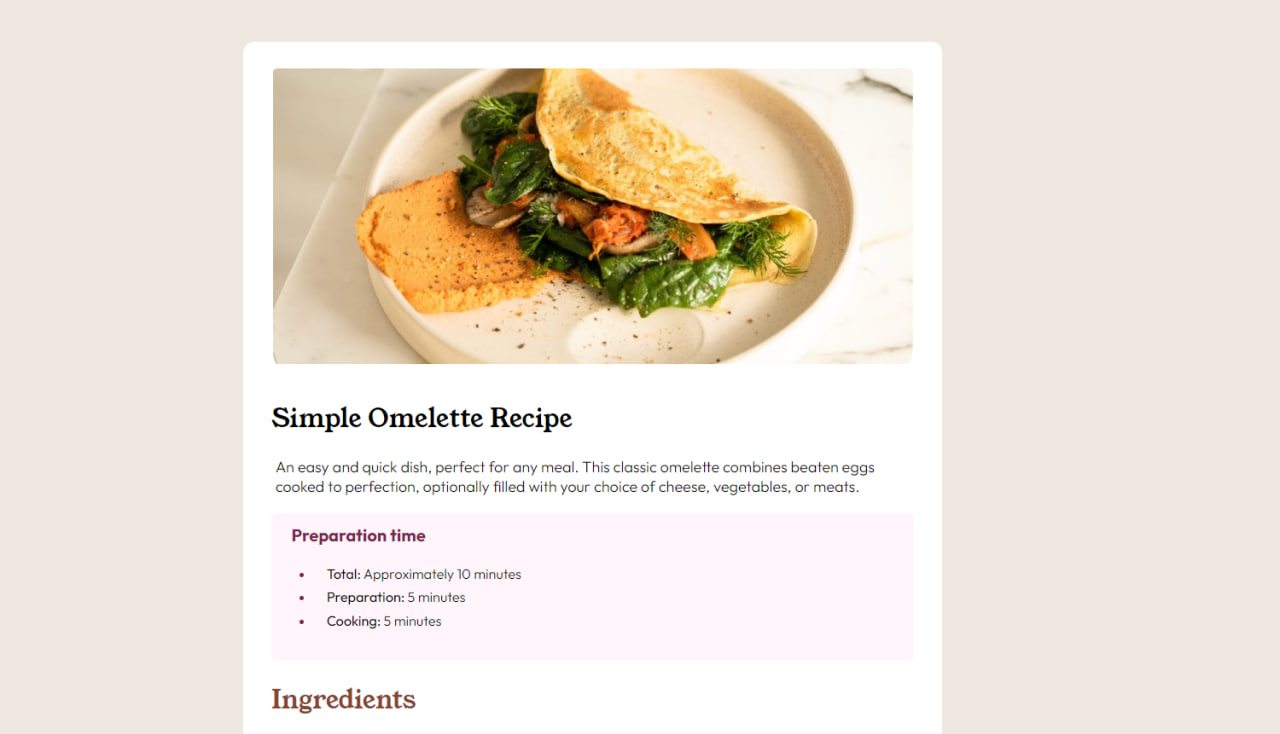 Simple Omelette Recipe
An easy and quick dish, perfect for any meal. This classic omelette combines beaten eggs
cooked to perfection, optionally filled with your choice of cheese, vegetables, or meats.
Preparation time
• Total: Approximately 10 minutes
• Preparation: 5 minutes
• Cooking: 5 minutes
Ingredients